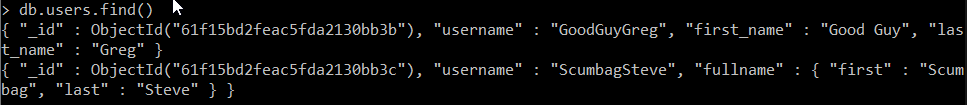 > db.users.find()
{ "_id" : ObjectId("61f15bd2feac5fda2130bb3b"), "username" : "GoodGuyGreg", "first_name" : "Good Guy", "las
t_name" : "Greg" }
{ "_id" : ObjectId("61f15bd2feac5fda2130bb3c"), "username" : "ScumbagSteve", "fullname" : { "first" : "Scum
bag", "last" : "Steve" } }